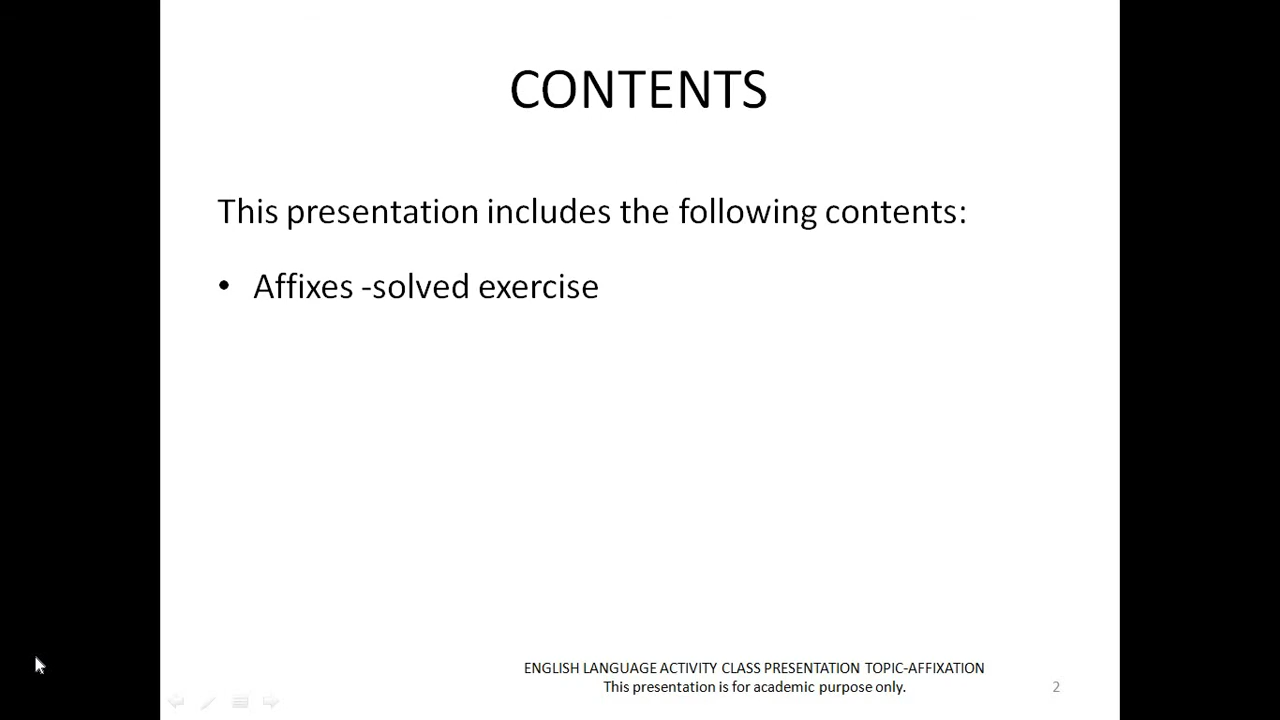 CONTENTS
This presentation includes the following contents:
• Affixes -solved exercise
ENGLISH LANGUAGE ACTIVITY CLASS PRESENTATION TOPIC-AFFIXATION
This presentation is for academic purpose only.
2